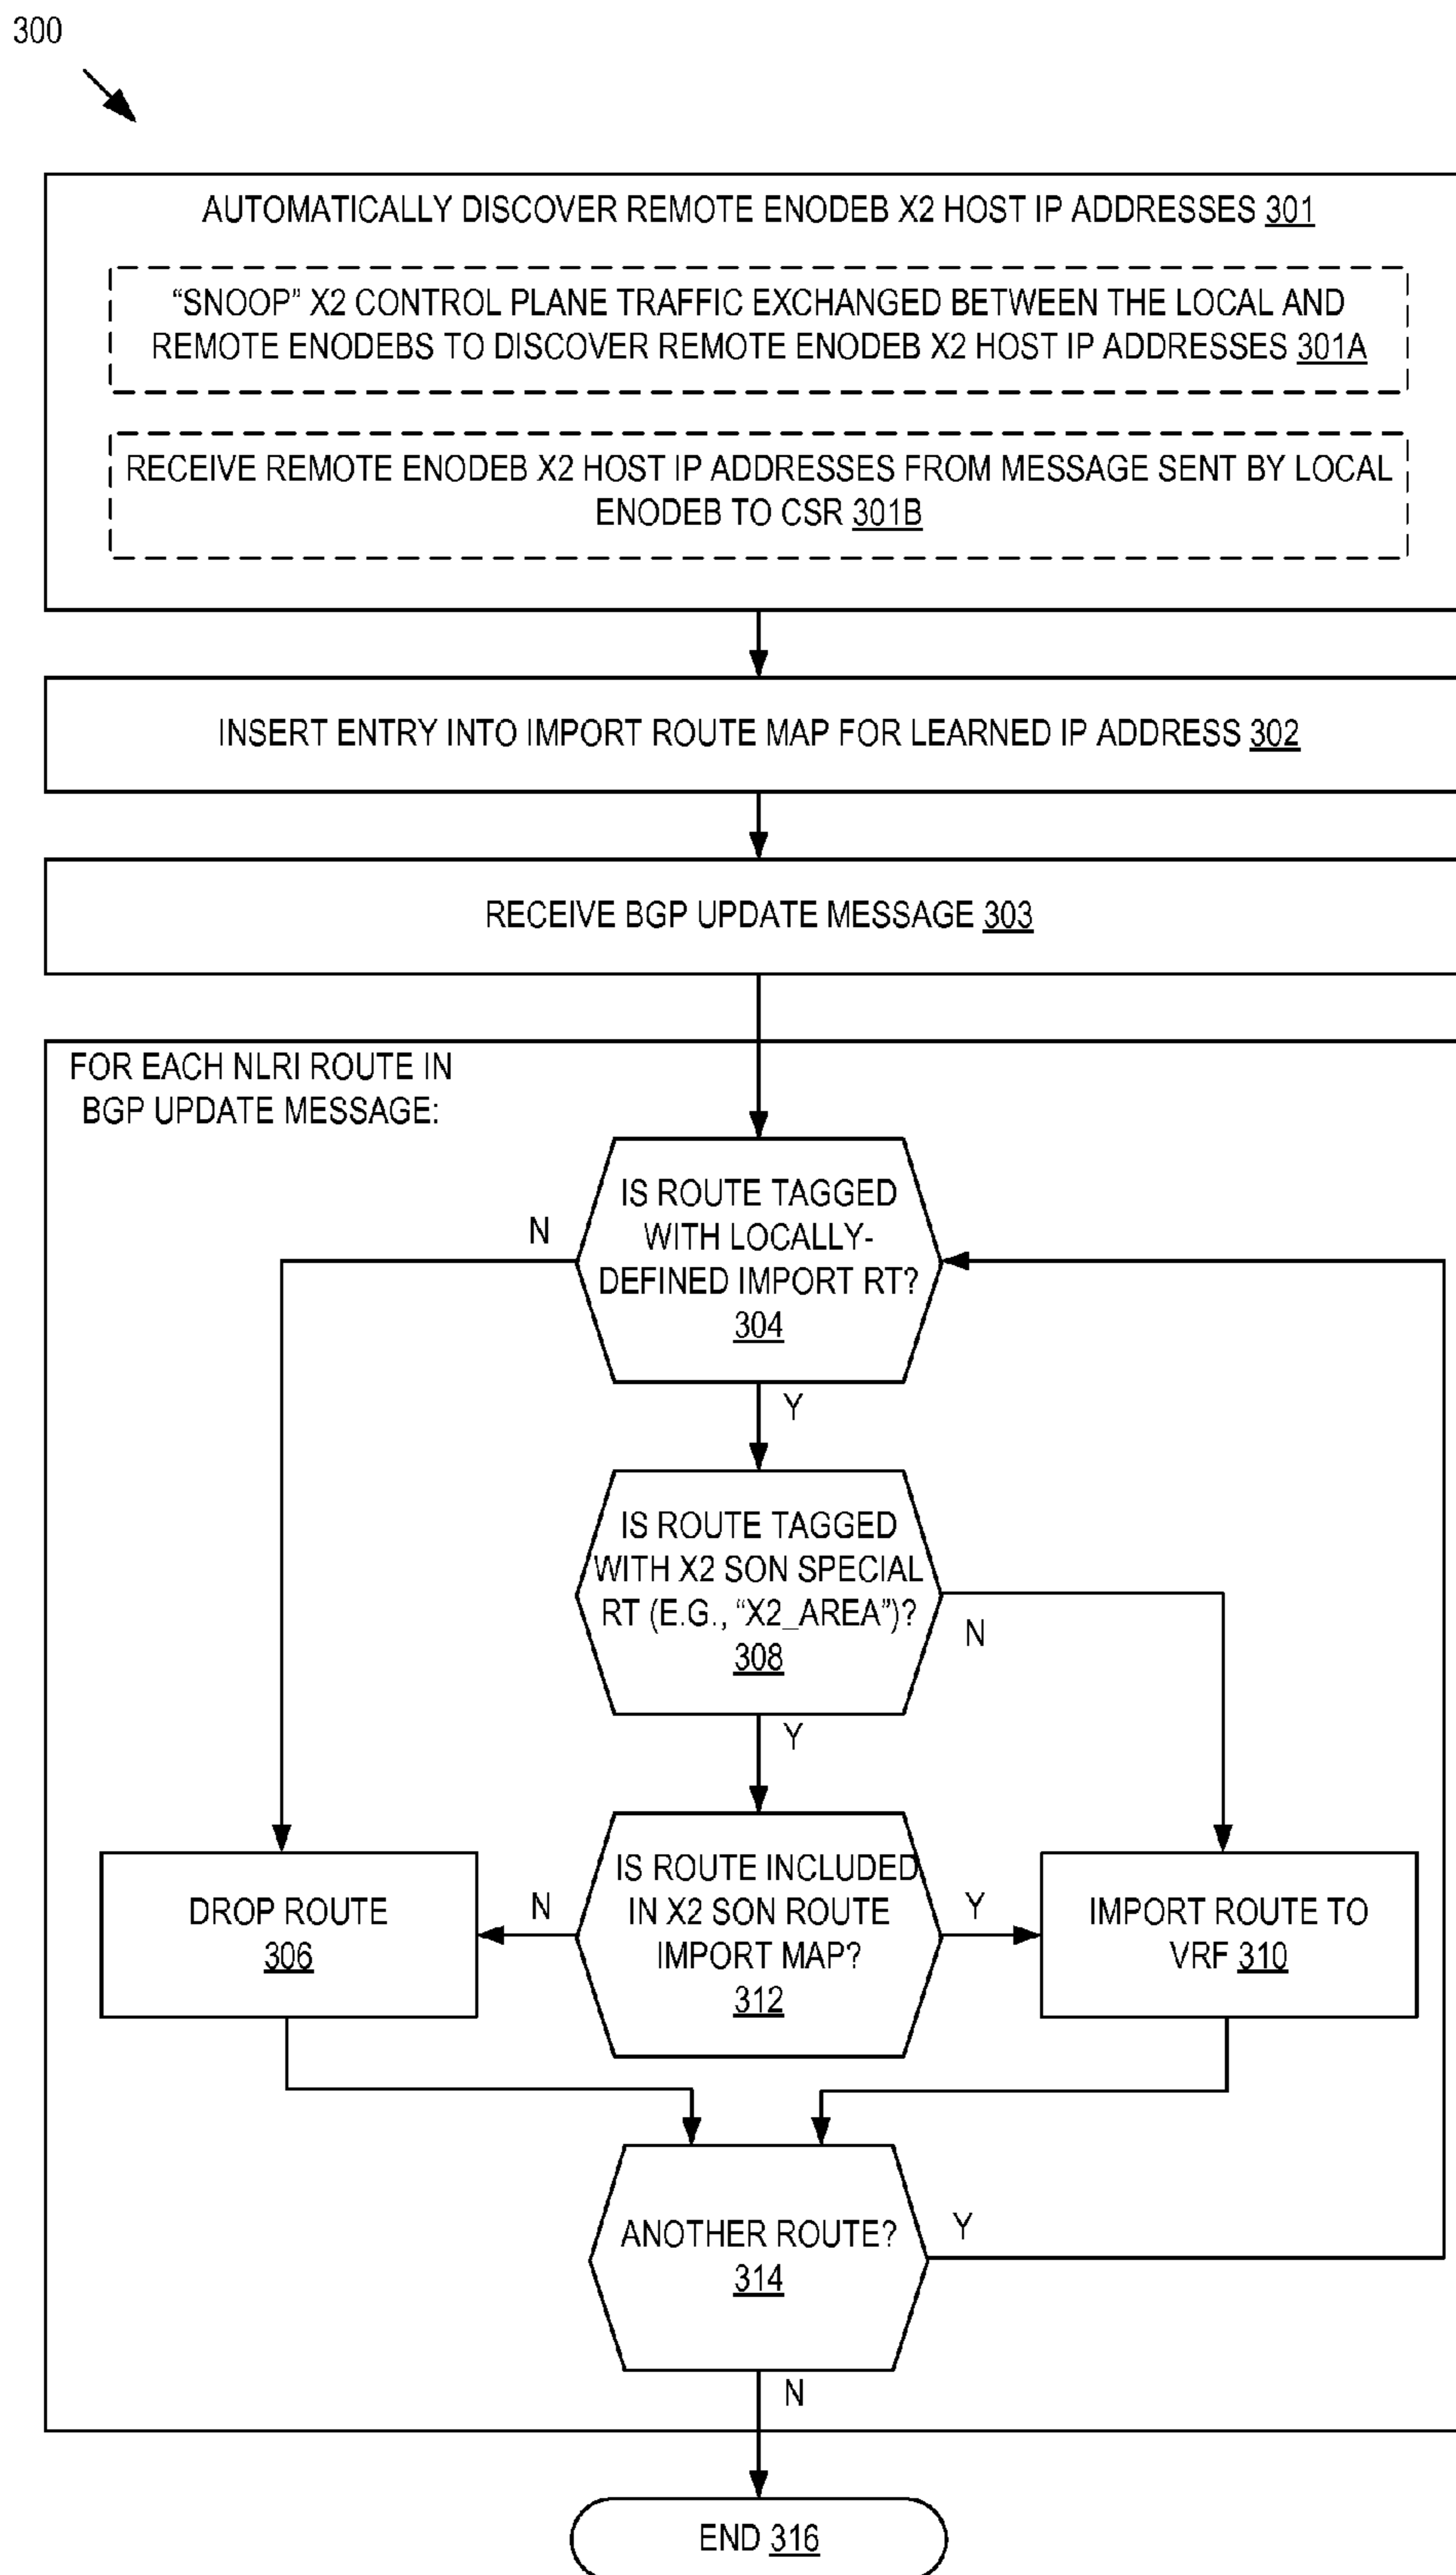 300
AUTOMATICALLY DISCOVER REMOTE ENODEB X2 HOST IP ADDRESSES 301
“SNOOP” X2 CONTROL PLANE TRAFFIC EXCHANGED BETWEEN THE LOCAL AND
REMOTE ENODEBS TO DISCOVER REMOTE ENODEB X2 HOST IP ADDRESSES 301A
RECEIVE REMOTE ENODEB X2 HOST IP ADDRESSES FROM MESSAGE SENT BY LOCAL
ENODEB TO CSR 301B
INSERT ENTRY INTO IMPORT ROUTE MAP FOR LEARNED IP ADDRESS 302
RECEIVE BGP UPDATE MESSAGE 303
FOR EACH NLRI ROUTE IN
BGP UPDATE MESSAGE:
IS ROUTE TAGGED
WITH LOCALLY-
DEFINED IMPORT RT?
304
N
Y
IS ROUTE TAGGED
WITH X2 SON SPECIAL
RT (E.G., “X2_AREA”)?
308
N
Y
IS ROUTE INCLUDED
IN X2 SON ROUTE
IMPORT MAP?
312
N
Y
DROP ROUTE
306
IMPORT ROUTE TO
VRF 310
ANOTHER ROUTE?
314
Y
N
END 316